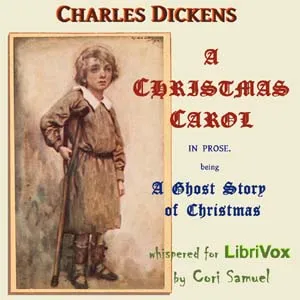 CHARLES DICKENS
A
CHRISTMAS
CAROL
IN PROSE.
being
A Ghost Story
of Christmas
whispered for LibriVox
by Cori Samuel